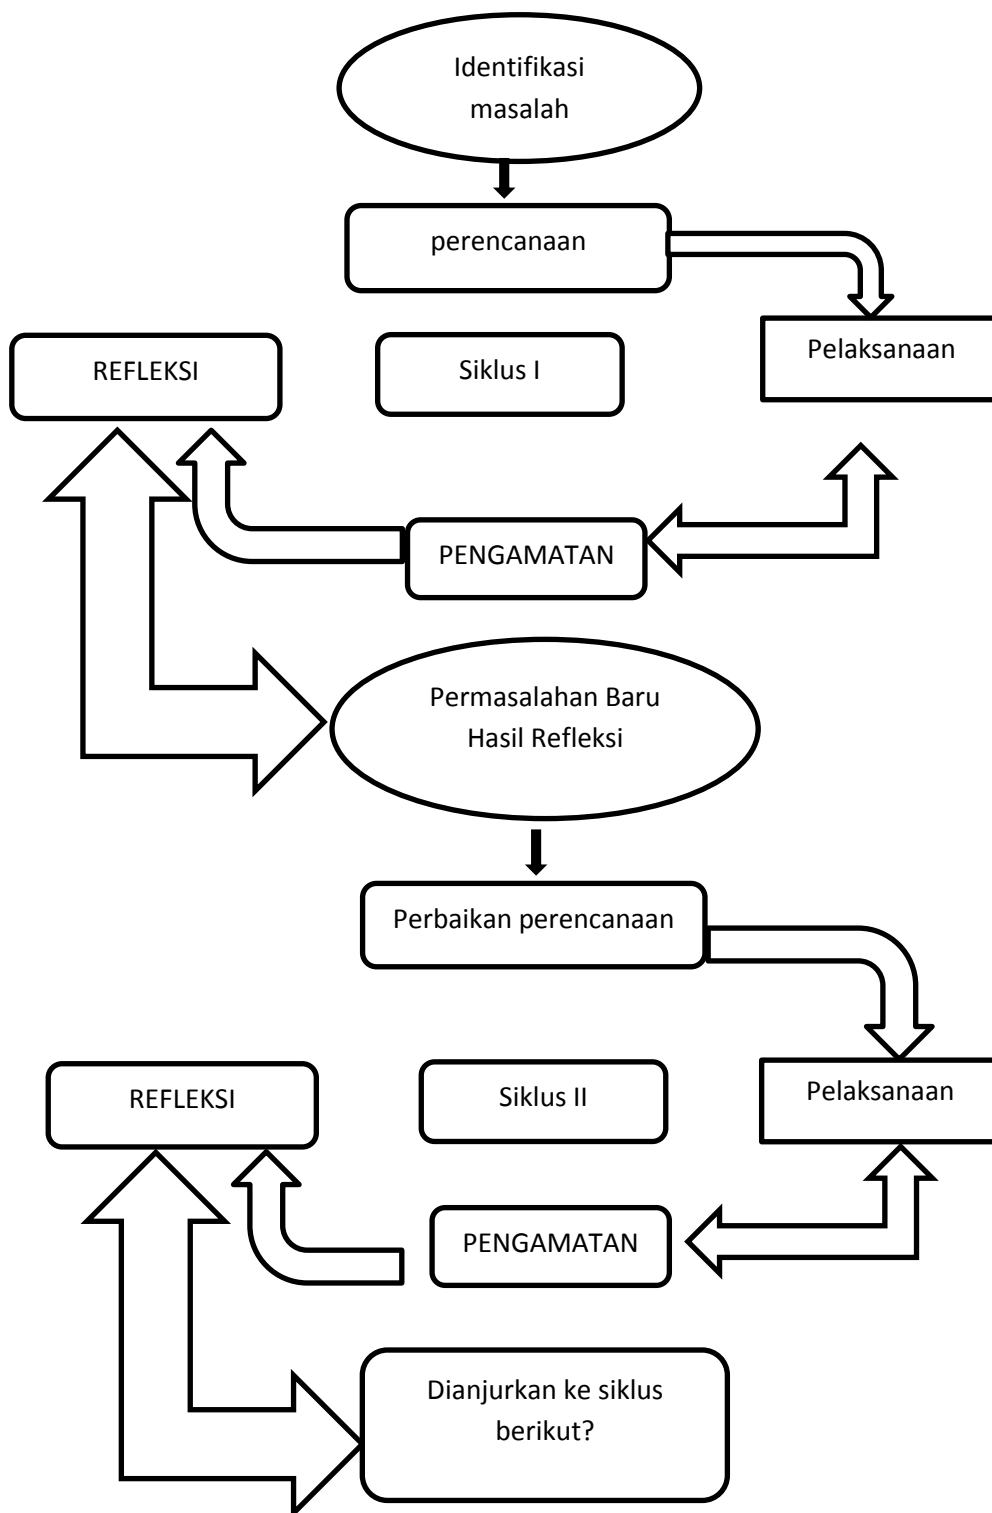 Identifikasi
masalah
perencanaan
Pelaksanaan
REFLEKSI
Siklus I
PENGAMATAN
Permasalahan Baru
Hasil Refleksi
Perbaikan perencanaan
Pelaksanaan
REFLEKSI
Siklus II
PENGAMATAN
Dianjurkan ke siklus
berikut?